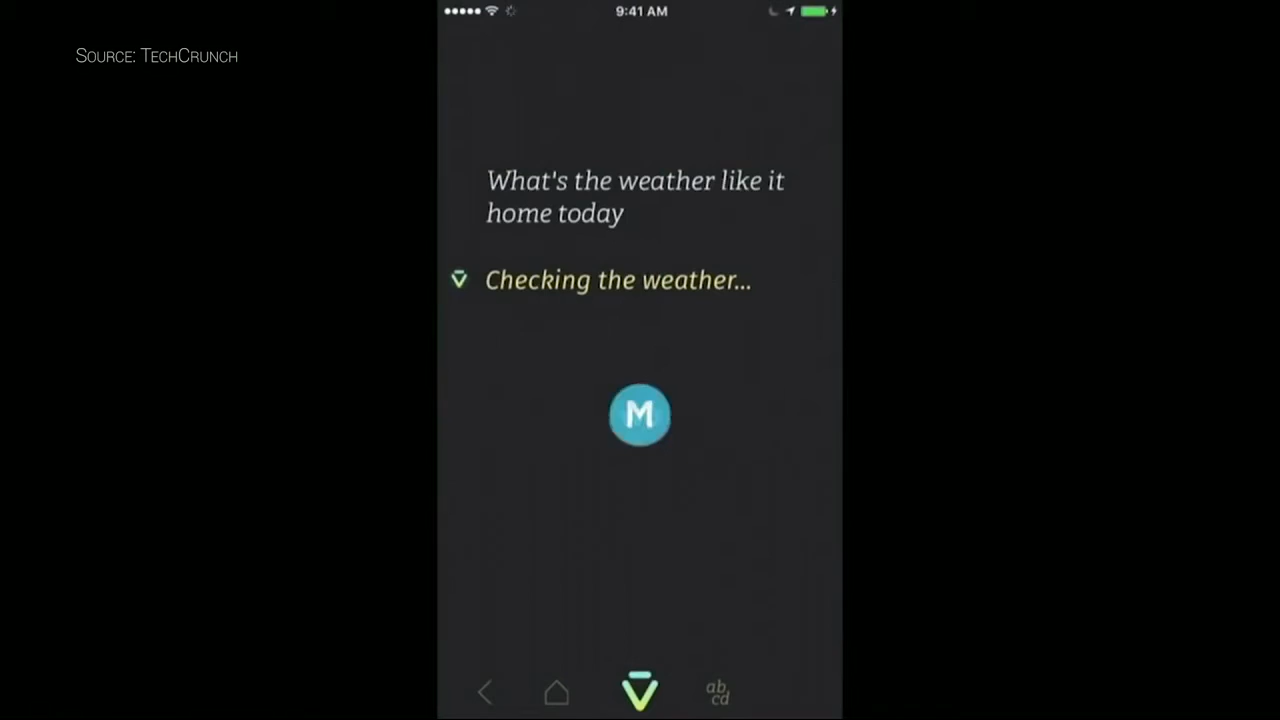 9:41 AM
Source: TechCrunch
What's the weather like it
home today
Checking the weather...
M
ab
cd